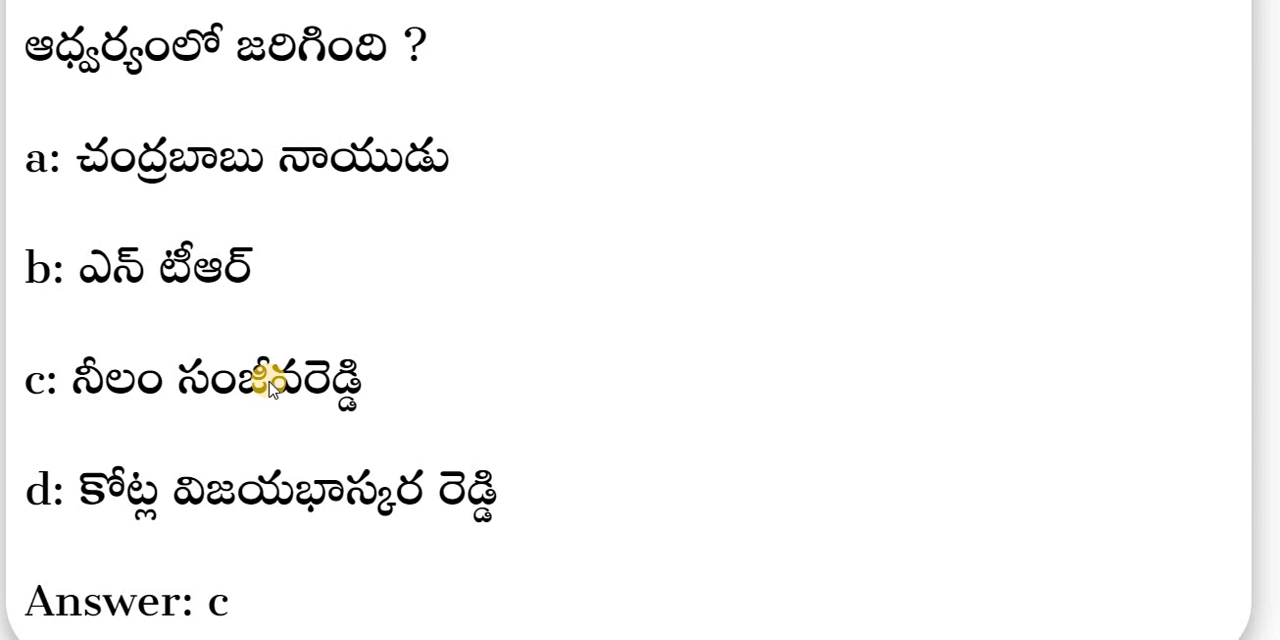 ఆధ్వర్యంలో జరిగింది ?
a: చంద్రబాబు నాయుడు
b: ఎన్ టీఆర్
c: నీలం సంజీవరెడ్డి
d: కోట్ల విజయభాస్కర రెడ్డి
Answer: c